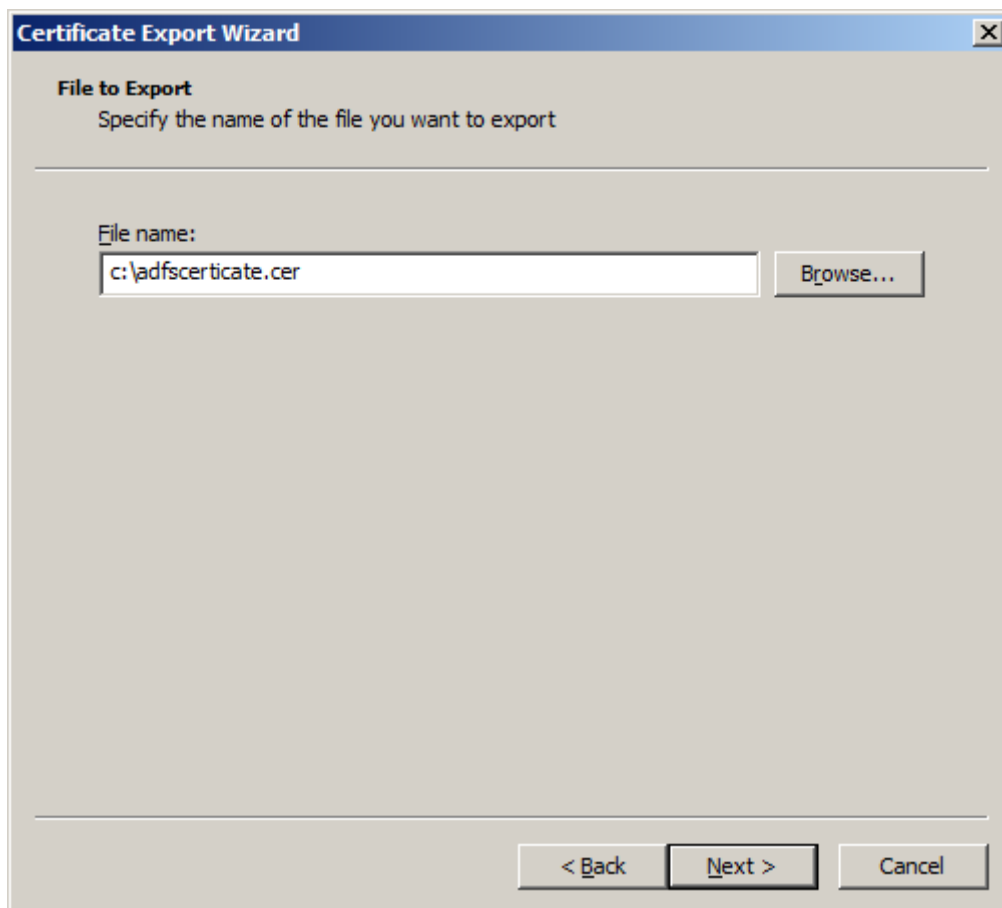 Certificate Export Wizard
File to Export
Specify the name of the file you want to export
File name:
c:\adfscerticate.cer
Browse...
< Back
Next >
Cancel